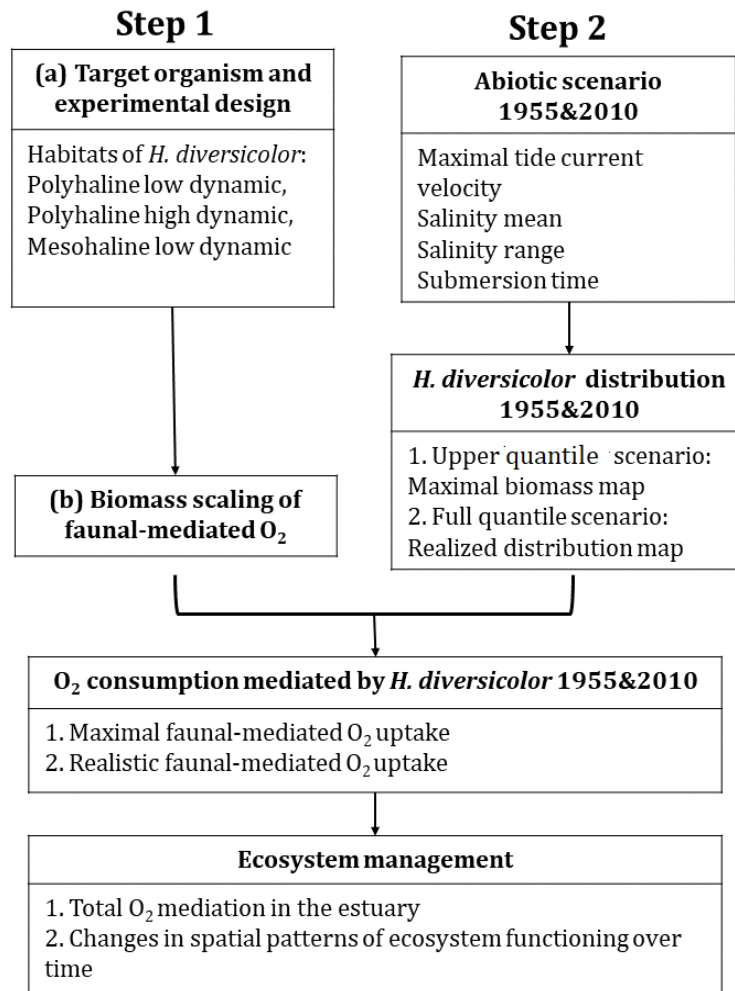 Step 1
(a) Target organism and
experimental design
Habitats of H. diversicolor:
Polyhaline low dynamic,
Polyhaline high dynamic,
Mesohaline low dynamic
(b) Biomass scaling of
faunal-mediated O₂
Step 2
Abiotic scenario
1955&2010
Maximal tide current
velocity
Salinity mean
Salinity range
Submersion time
H. diversicolor distribution
1955&2010
1. Upper quantile scenario:
Maximal biomass map
2. Full quantile scenario:
Realized distribution map
O₂ consumption mediated by H. diversicolor 1955&2010
1. Maximal faunal-mediated O₂ uptake
2. Realistic faunal-mediated O₂ uptake
Ecosystem management
1. Total O₂ mediation in the estuary
2. Changes in spatial patterns of ecosystem functioning over
time